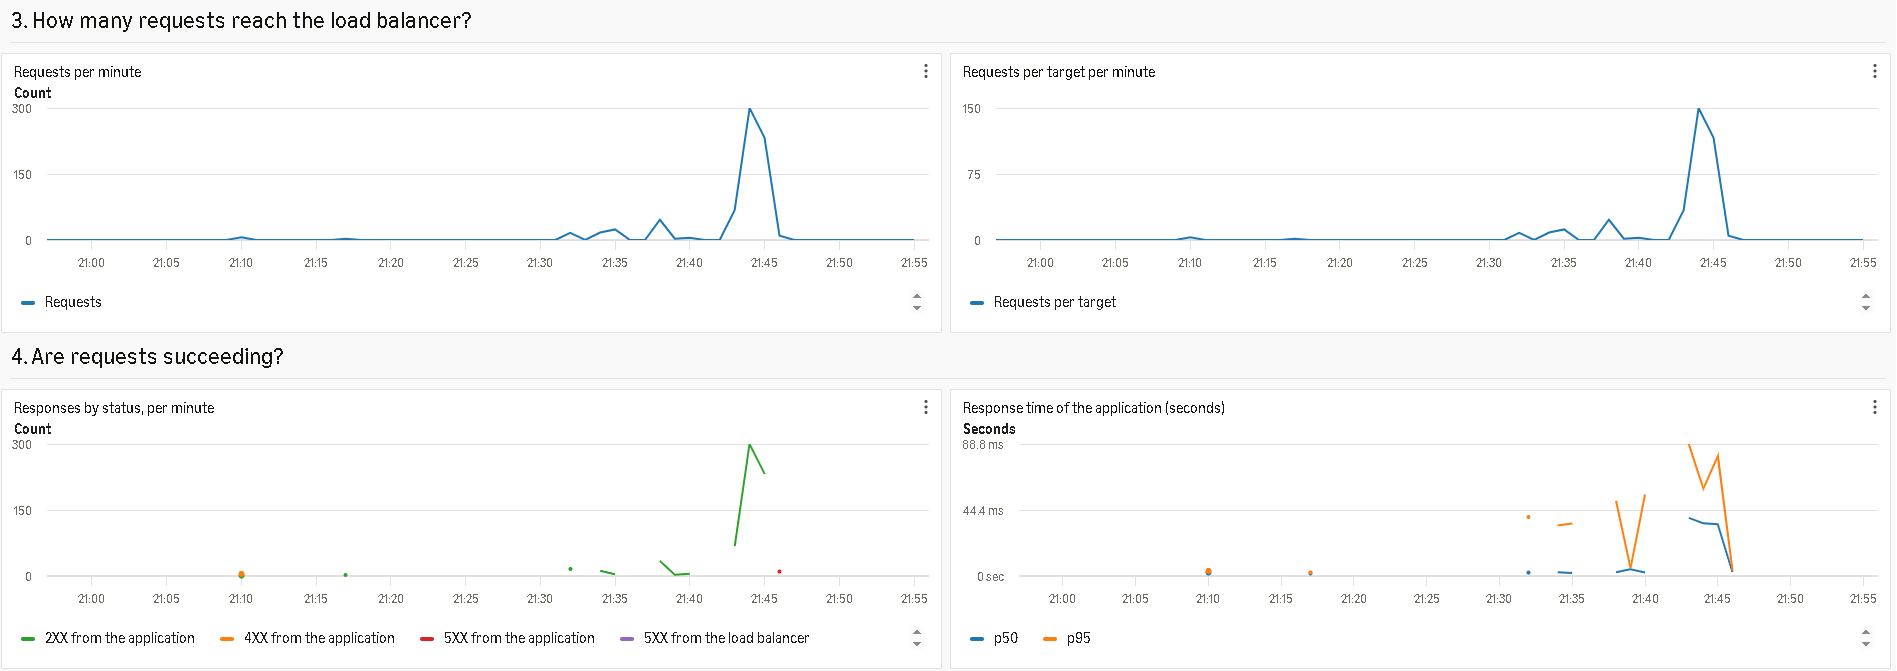 3. How many requests reach the load balancer?
Requests per minute
Count
300
150
0
21:00 21:05 21:10 21:15 21:20 21:25 21:30 21:35 21:40 21:45 21:50 21:55
Requests
Requests per target per minute
150
75
0
21:00 21:05 21:10 21:15 21:20 21:25 21:30 21:35 21:40 21:45 21:50 21:55
Requests per target
4. Are requests succeeding?
Responses by status, per minute
Count
300
150
0
21:00 21:05 21:10 21:15 21:20 21:25 21:30 21:35 21:40 21:45 21:50 21:55
2XX from the application 4XX from the application 5XX from the application 5XX from the load balancer
Response time of the application (seconds)
Seconds
88.8 ms
44.4 ms
0 sec
21:00 21:05 21:10 21:15 21:20 21:25 21:30 21:35 21:40 21:45 21:50 21:55
p50 p95